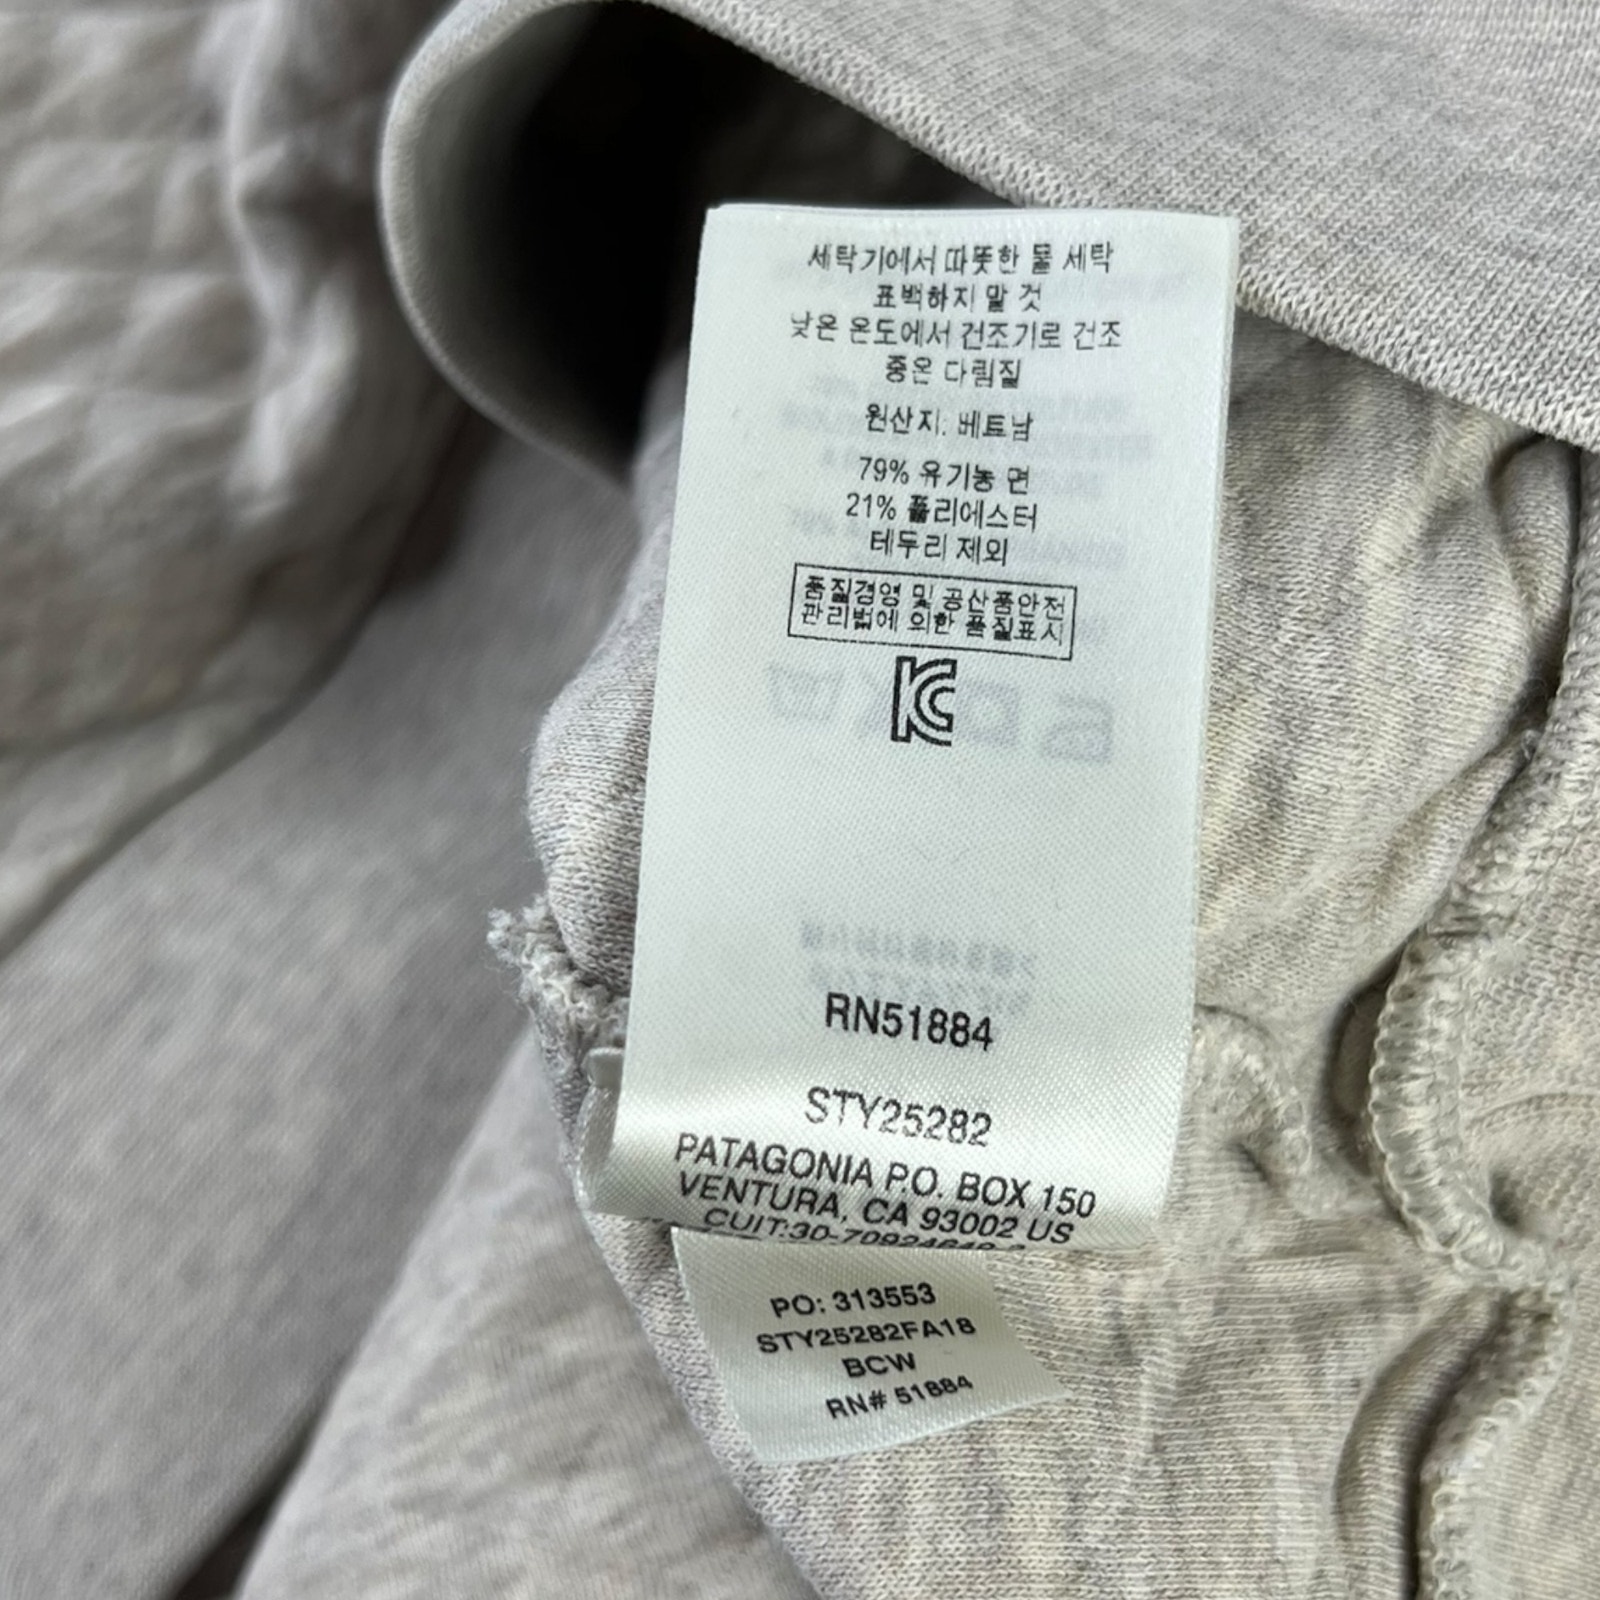 세탁기에서 따뜻한 물 세탁
표백하지 말 것
낮은 온도에서 건조기로 건조
중온 다림질
원산지: 베트남
79% 유기농 면
21% 폴리에스터
테두리 제외
품질경영 및 공산품안전
관리법에 의한 품질표시
RN51884
STY25282
PATAGONIA P.O. BOX 150
VENTURA, CA 93002 US
CUIT:30-70924649-2
PO: 313553
STY25282FA18
BCW
RN# 51884